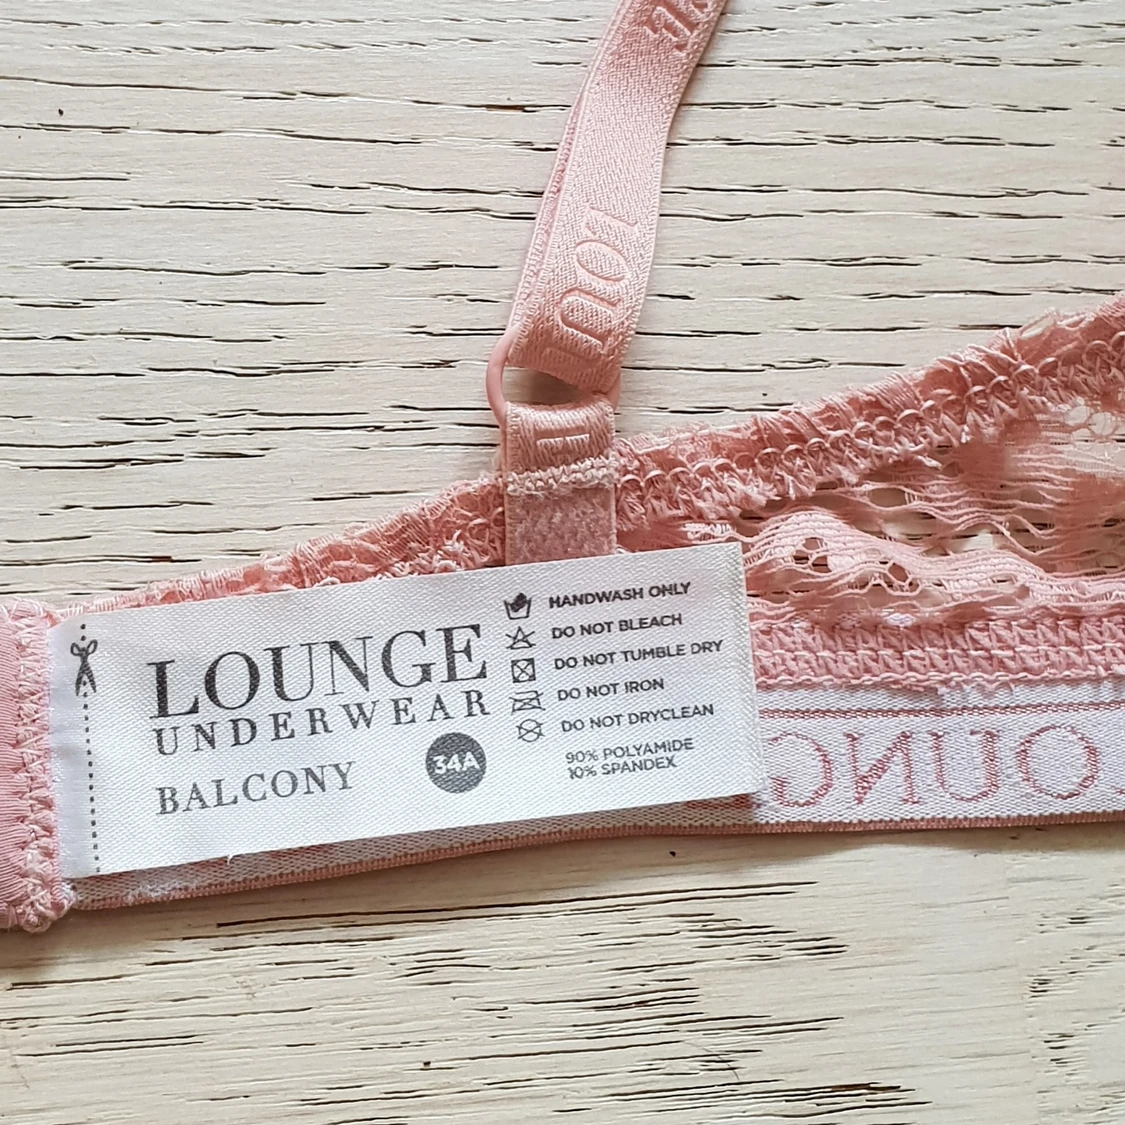 LOUNGE
UNDERWEAR
BALCONY
34A
HANDWASH ONLY
DO NOT BLEACH
DO NOT TUMBLE DRY
DO NOT IRON
DO NOT DRYCLEAN
90% POLYAMIDE
10% SPANDEX